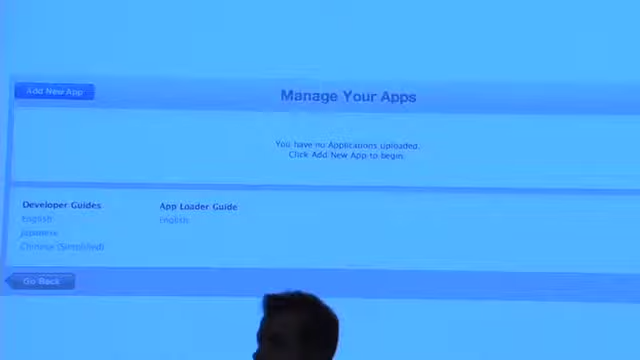 Add New App
Manage Your Apps
You have no Applications uploaded.
Click Add New App to begin.
Developer Guides
App Loader Guide
English
English
Japanese
Chinese (Simplified)
Go Back